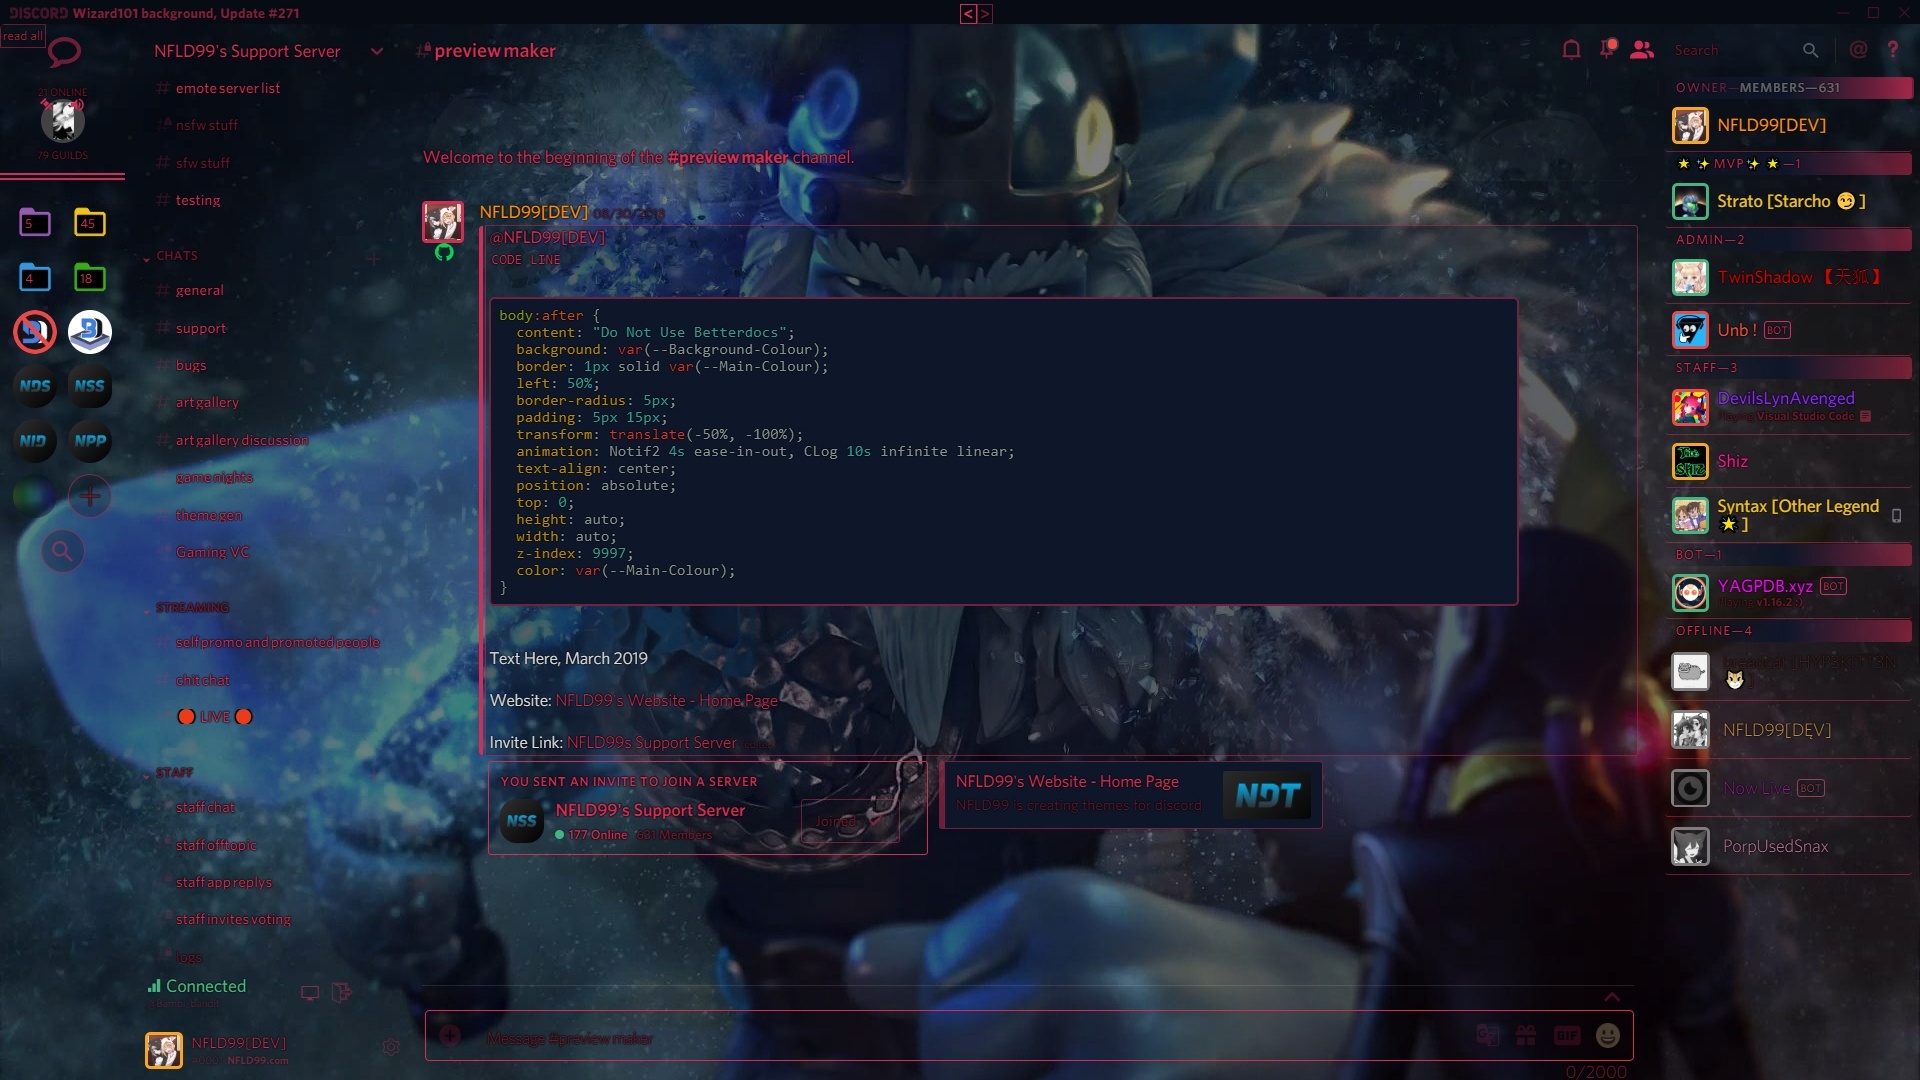 DISCORD Wizard101 background, Update #271
< >
read all
21 ONLINE
79 GUILDS
5
45
4
18
NDS
NSS
NID
NPP
NFLD99's Support Server
emote server list
nsfw stuff
sfw stuff
testing
CHATS
general
support
bugs
art gallery
art gallery discussion
game nights
theme gen
Gaming VC
STREAMING
self promo and promoted people
chit chat
LIVE
STAFF
staff chat
staff offtopic
staff app replys
staff invites voting
logs
Connected
NFLD99[DEV]
NFLD99.com
# preview maker
Search
Welcome to the beginning of the #preview maker channel.
NFLD99[DEV] 08/30/2018
@NFLD99[DEV]
CODE LINE
body:after {
content: "Do Not Use Betterdocs";
background: var(--Background-Colour);
border: 1px solid var(--Main-Colour);
left: 50%;
border-radius: 5px;
padding: 5px 15px;
transform: translate(-50%, -100%);
animation: Notif2 4s ease-in-out, CLog 10s infinite linear;
text-align: center;
position: absolute;
top: 0;
height: auto;
width: auto;
z-index: 9997;
color: var(--Main-Colour);
}
Text Here, March 2019
Website: NFLD99's Website - Home Page
Invite Link: NFLD99s Support Server
YOU SENT AN INVITE TO JOIN A SERVER
NSS
NFLD99's Support Server
177 Online 631 Members
Joined
NFLD99's Website - Home Page
NFLD99 is creating themes for discord.
NDT
Message #preview maker
GIF
0/2000
OWNER—MEMBERS—631
NFLD99[DEV]
MVP—1
Strato [Starcho 😏]
ADMIN—2
TwinShadow 【天狐】
Unb ! BOT
STAFF—3
DevilsLynAvenged
Playing Visual Studio Code
The SHIZ
Shiz
Syntax [Other Legend
🌟]
BOT—1
YAGPDB.xyz BOT
Playing v1.16.2 :)
OFFLINE—4
NFLD99[DEV]
Now Live BOT
PorpUsedSnax